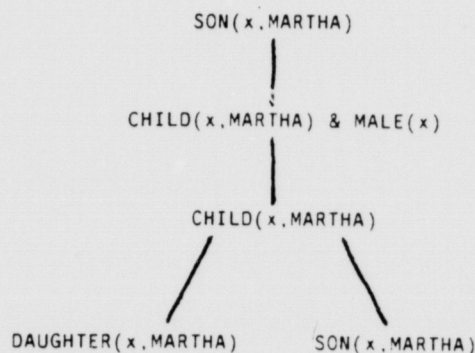 SON(x,MARTHA)
CHILD(x,MARTHA) & MALE(x)
CHILD(x,MARTHA)
DAUGHTER(x,MARTHA) SON(x,MARTHA)